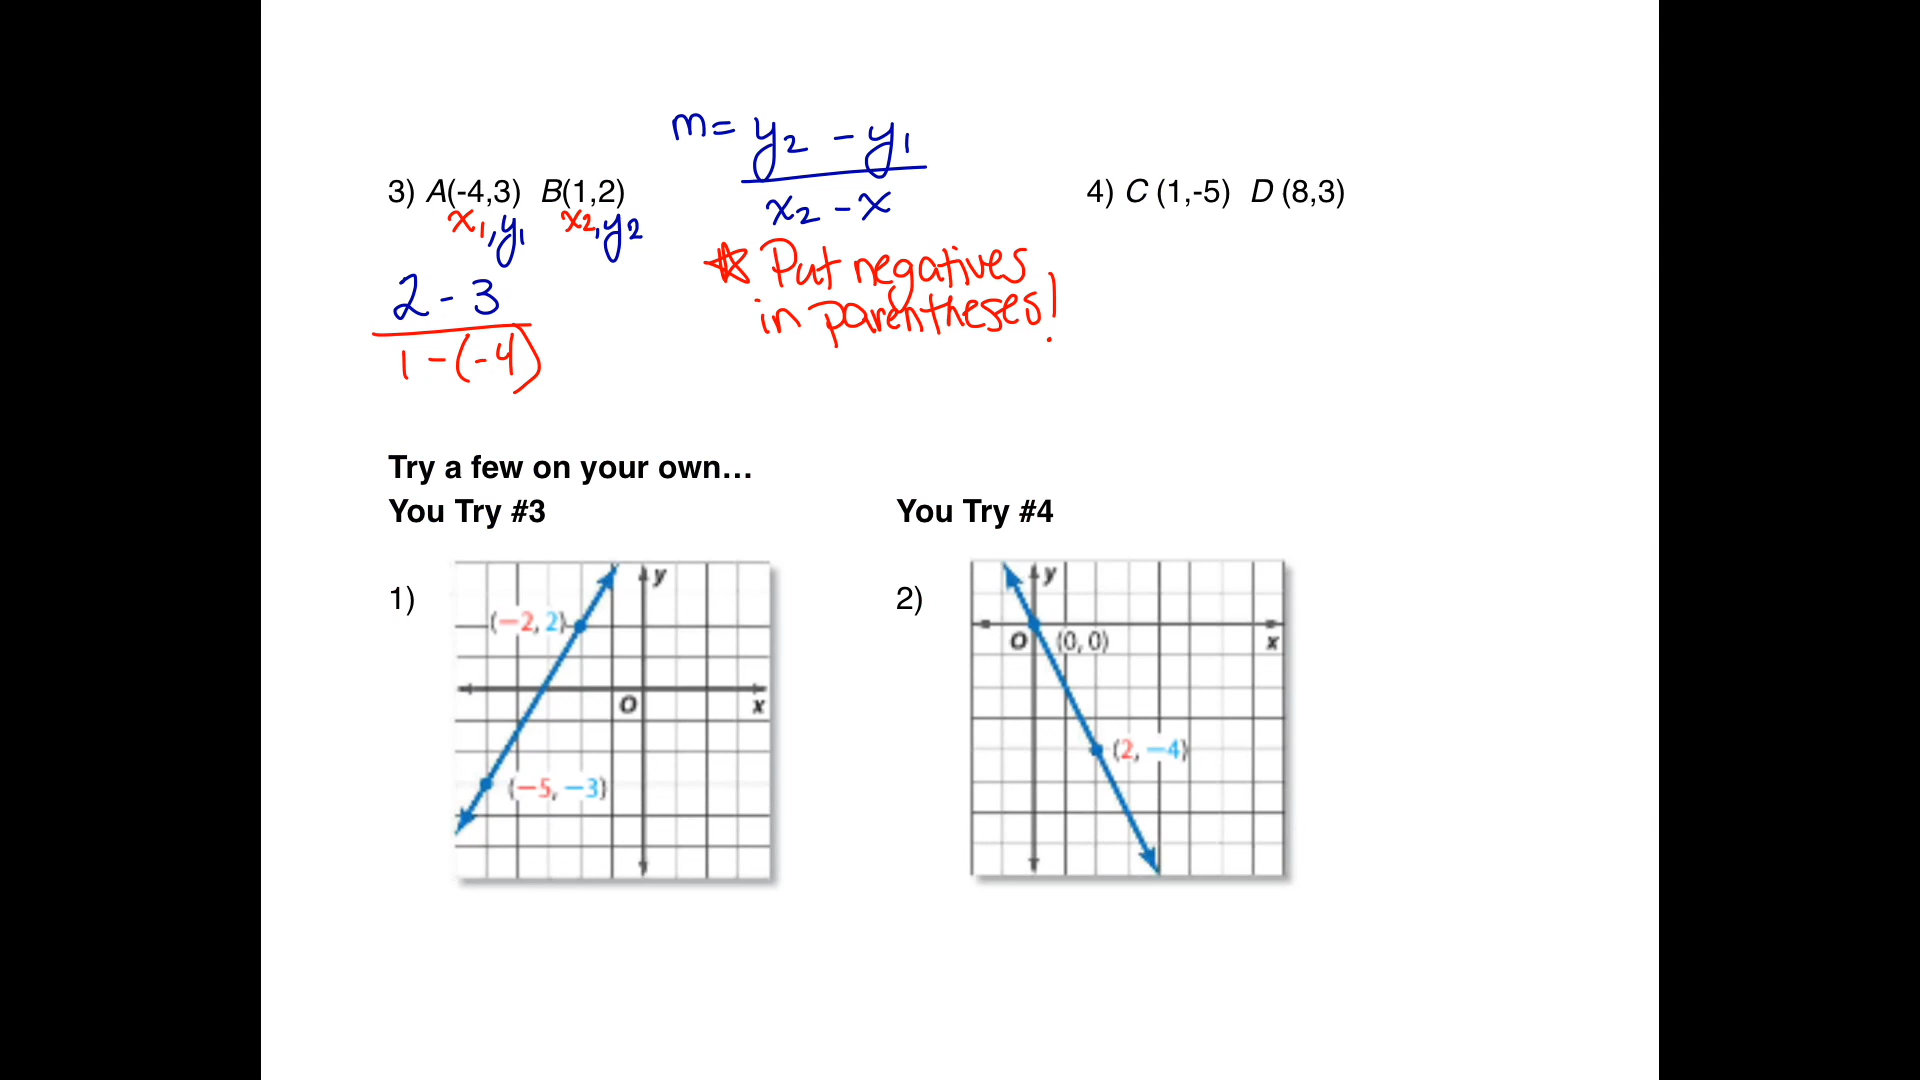 m= y2 - y1
x2 - x
3) A(-4,3) B(1,2)
x1, y1 x2, y2
4) C (1,-5) D (8,3)
☆ Put negatives
in parentheses!
2 - 3
1 - (-4)
Try a few on your own…
You Try #3
You Try #4
1)
y
(−2, 2)
O
x
(−5, −3)
2)
y
O
(0, 0)
x
(2, −4)